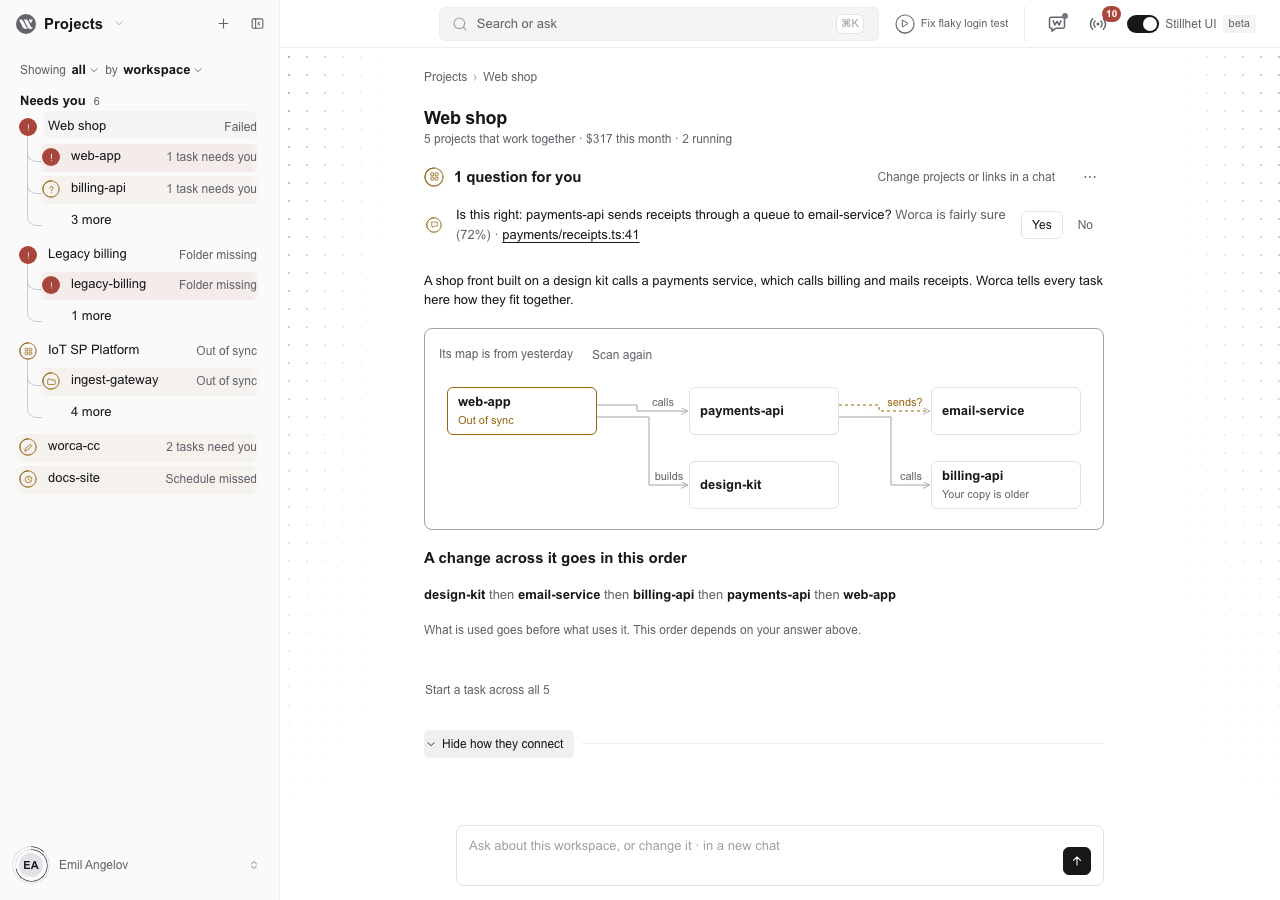 Projects
Search or ask
⌘K
Fix flaky login test
10
Stillhet UI
beta
Showing all by workspace
Needs you 6
! Web shop Failed
! web-app 1 task needs you
? billing-api 1 task needs you
3 more
! Legacy billing Folder missing
! legacy-billing Folder missing
1 more
IoT SP Platform Out of sync
ingest-gateway Out of sync
4 more
worca-cc 2 tasks need you
docs-site Schedule missed
EA Emil Angelov
Projects › Web shop
Web shop
5 projects that work together · $317 this month · 2 running
1 question for you
Change projects or links in a chat
···
Is this right: payments-api sends receipts through a queue to email-service? Worca is fairly sure
(72%) · payments/receipts.ts:41
Yes
No
A shop front built on a design kit calls a payments service, which calls billing and mails receipts. Worca tells every task
here how they fit together.
Its map is from yesterday
Scan again
web-app
Out of sync
calls
payments-api
sends?
email-service
builds
design-kit
calls
billing-api
Your copy is older
A change across it goes in this order
design-kit then email-service then billing-api then payments-api then web-app
What is used goes before what uses it. This order depends on your answer above.
Start a task across all 5
Hide how they connect
Ask about this workspace, or change it · in a new chat